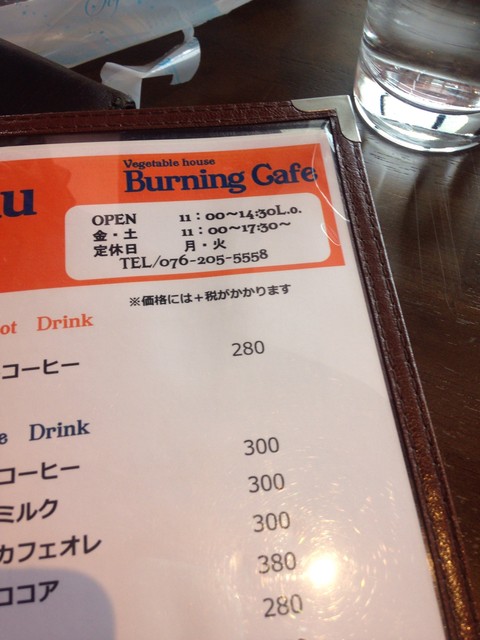 Vegetable house
Burning Cafe
OPEN 11：00〜14:30L.o.
金・土 11：00〜17:30〜
定休日 月・火
TEL/076-205-5558
※価格には＋税がかかります
ot Drink
コーヒー 280
e Drink
コーヒー 300
ミルク 300
カフェオレ 300
ココア 380
280